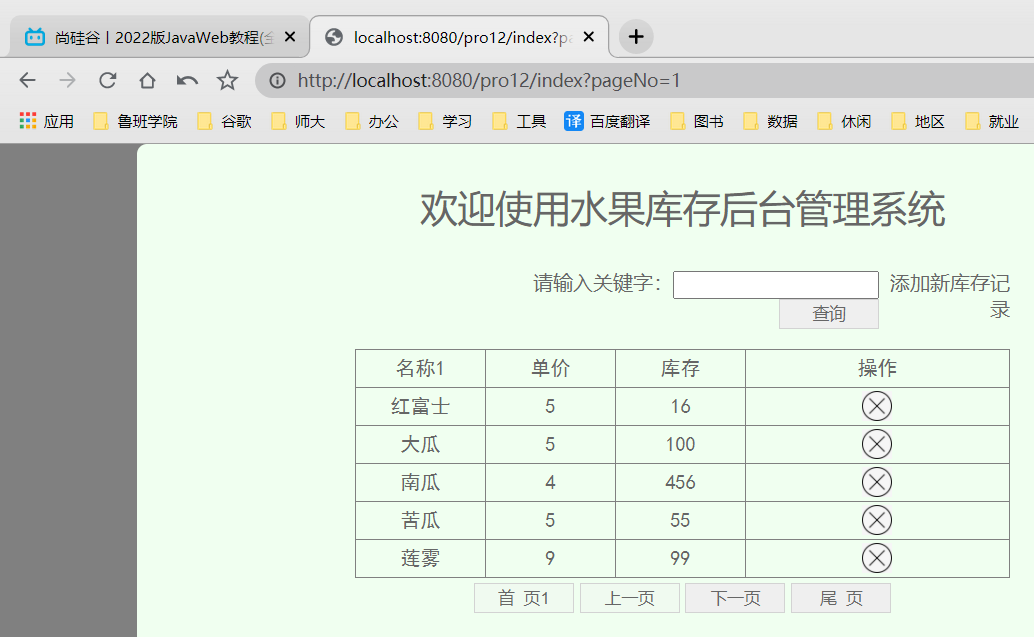 尚硅谷丨2022版JavaWeb教程(全
localhost:8080/pro12/index?pa
http://localhost:8080/pro12/index?pageNo=1
应用 鲁班学院 谷歌 师大 办公 学习 工具 译 百度翻译 图书 数据 休闲 地区 就业
欢迎使用水果库存后台管理系统
请输入关键字： 添加新库存记
查询 录
名称1 单价 库存 操作
红富士 5 16
大瓜 5 100
南瓜 4 456
苦瓜 5 55
莲雾 9 99
首 页1 上一页 下一页 尾 页